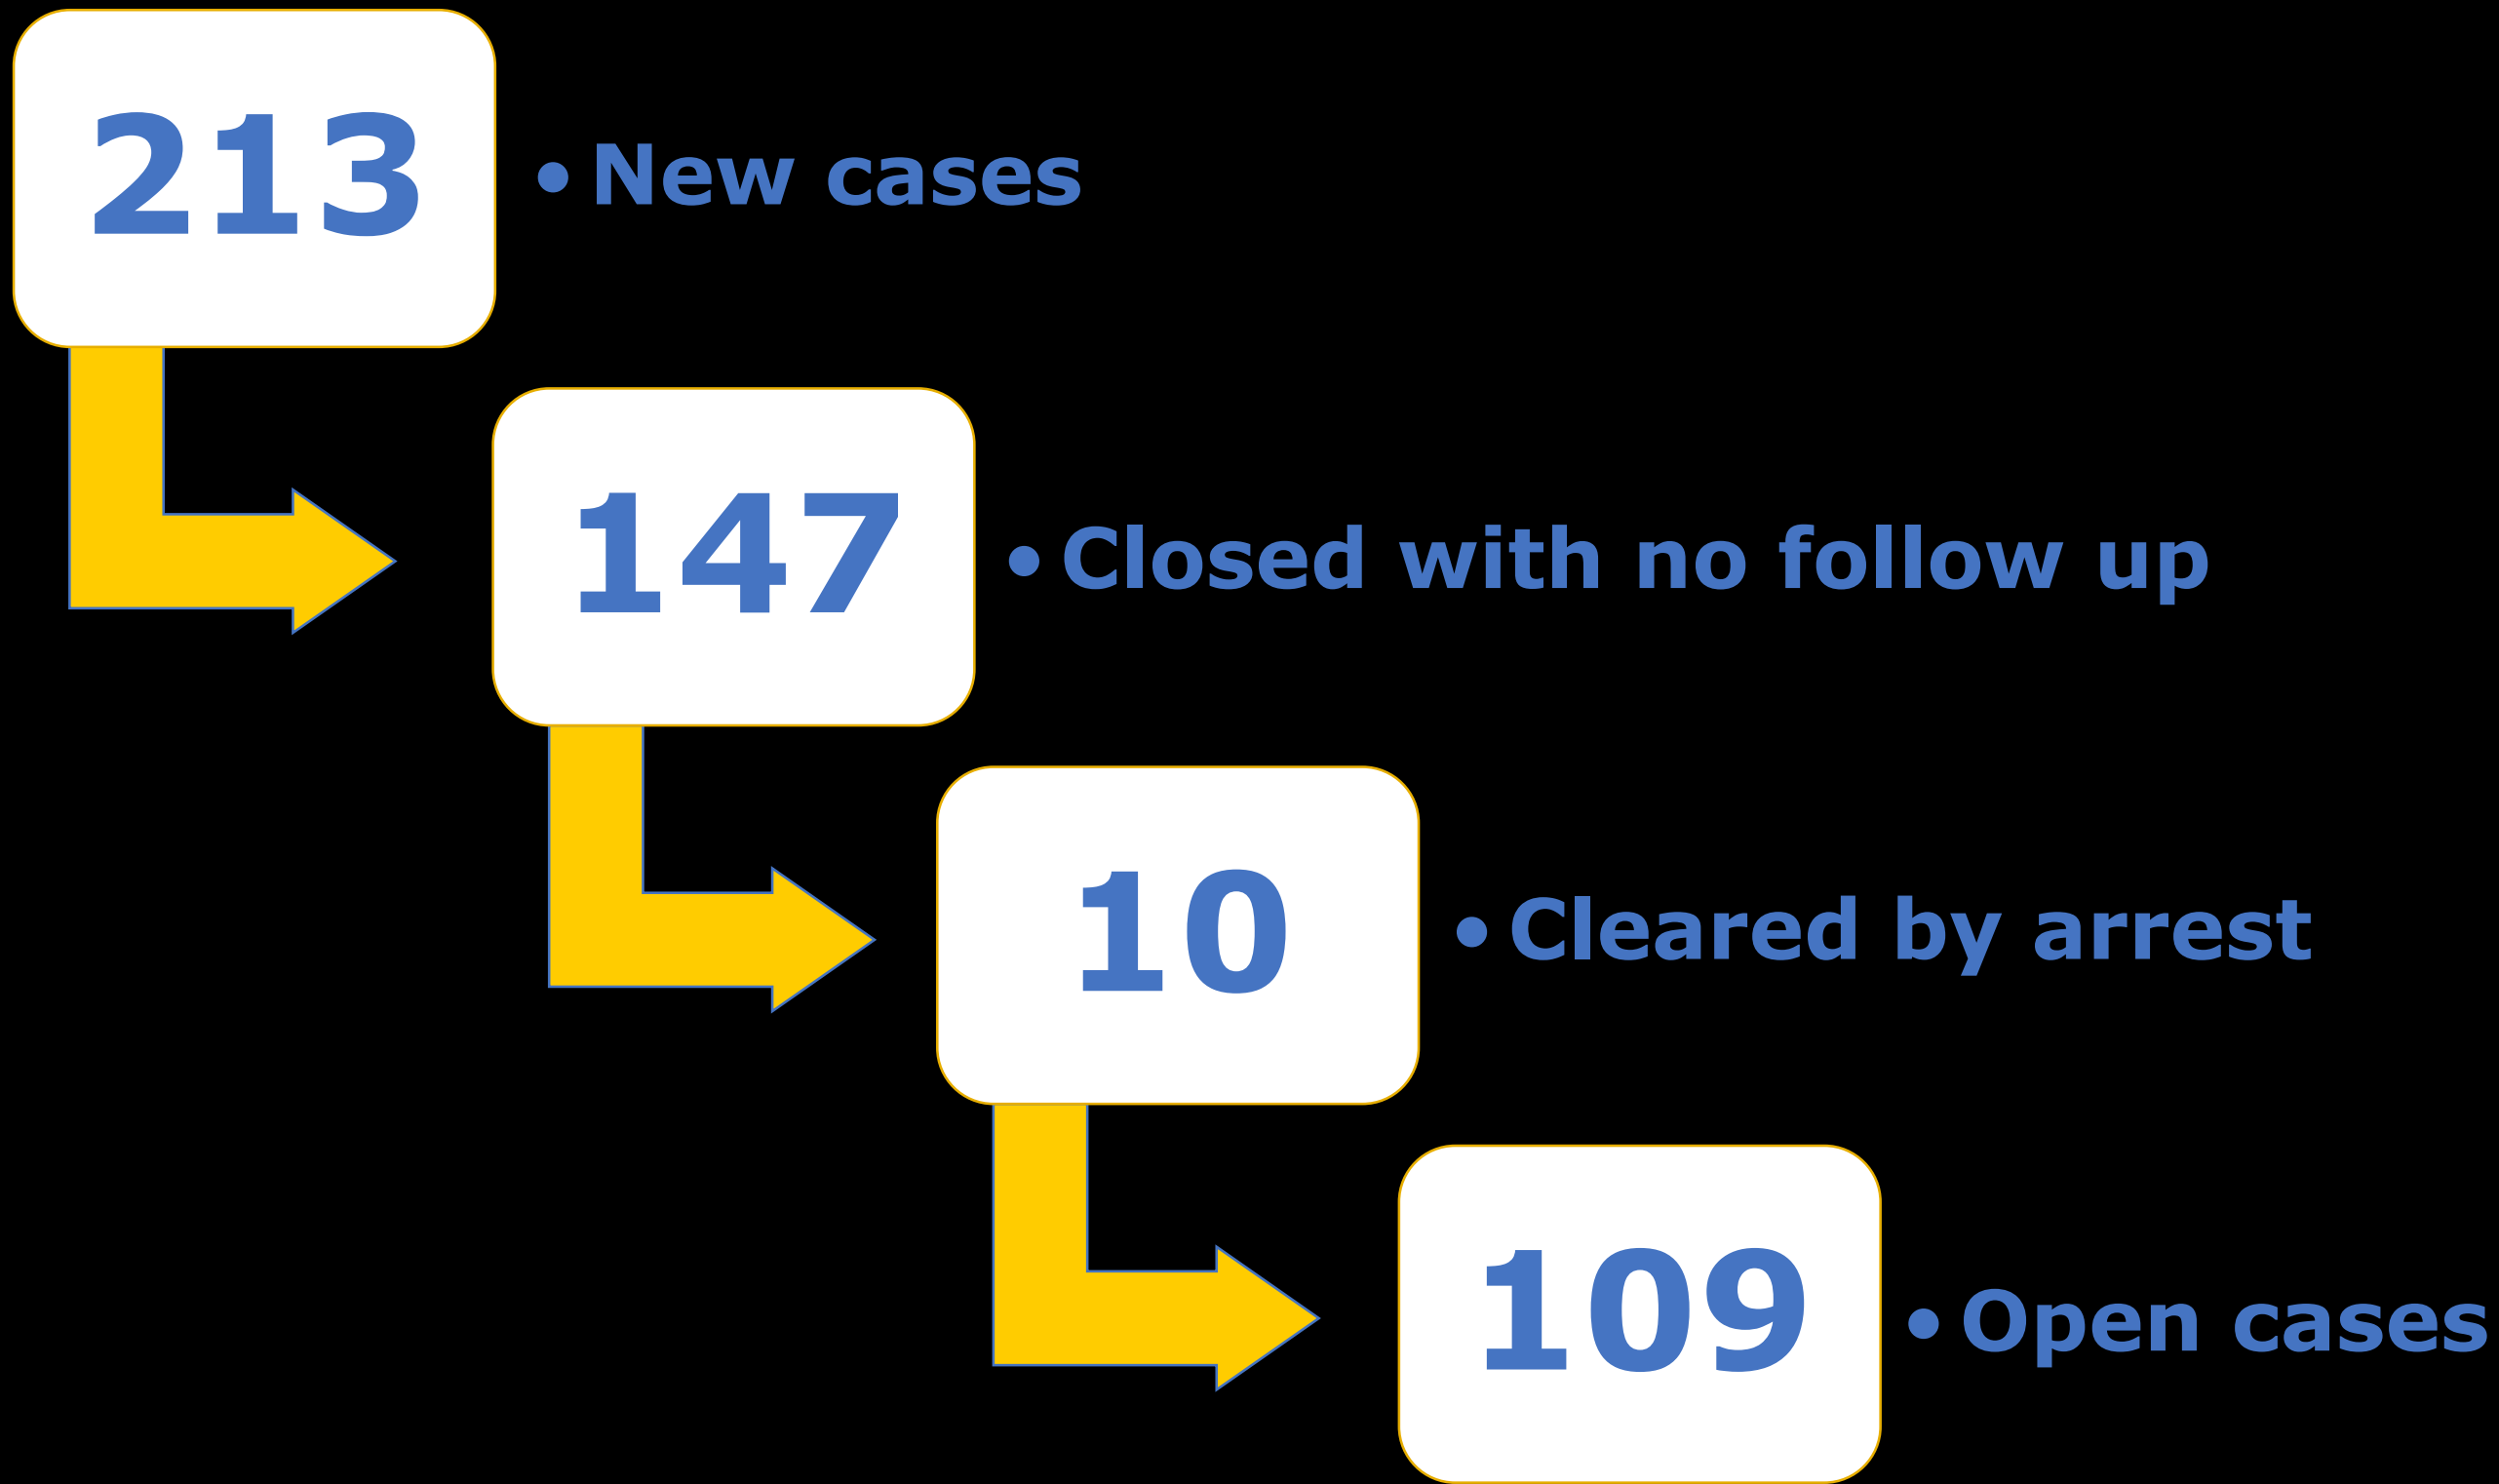 213
• New cases
147
• Closed with no follow up
10
• Cleared by arrest
109
• Open cases